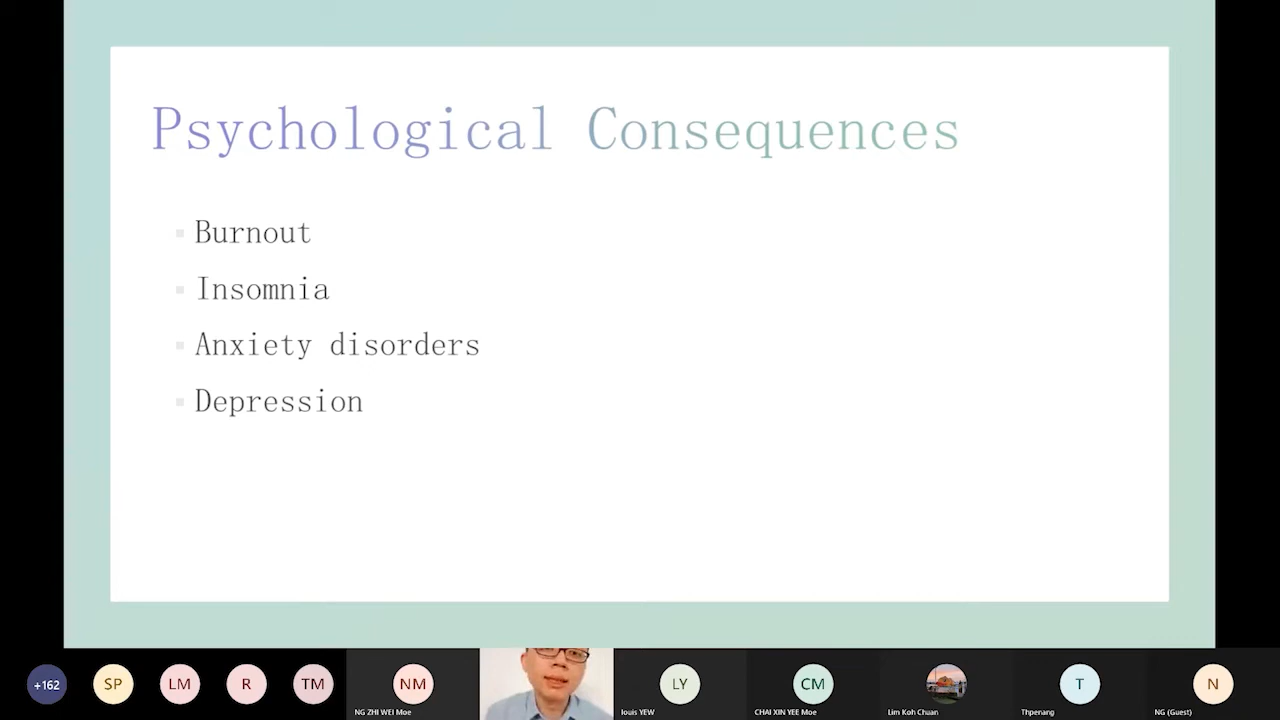 Psychological Consequences
Burnout
Insomnia
Anxiety disorders
Depression
+162
SP
LM
R
TM
NM
NG ZHI WEI Moe
LY
louis YEW
CM
CHAI XIN YEE Moe
Lim Koh Chuan
T
Thpenang
N
NG (Guest)